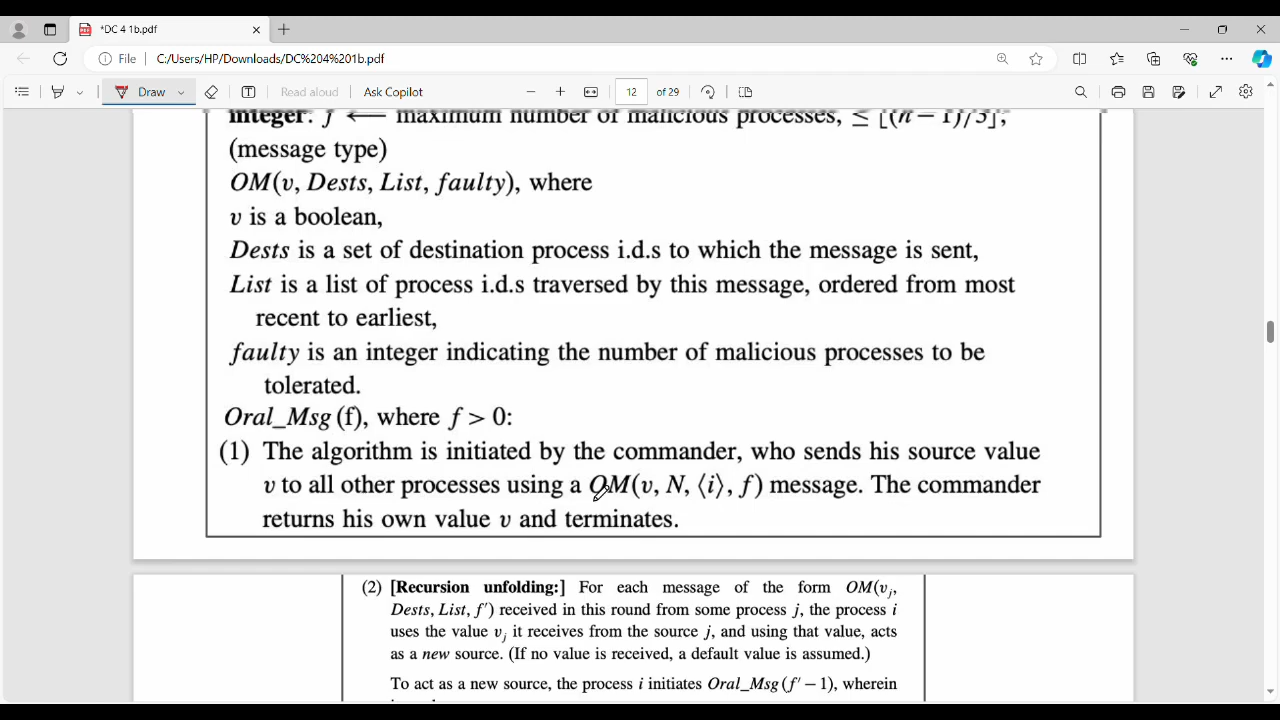 *DC 4 1b.pdf
File C:/Users/HP/Downloads/DC%204%201b.pdf
Draw Read aloud Ask Copilot 12 of 29
integer: f ⟵ maximum number of malicious processes, ≤ ⌊(n − 1)/3⌋;
(message type)
OM(v, Dests, List, faulty), where
v is a boolean,
Dests is a set of destination process i.d.s to which the message is sent,
List is a list of process i.d.s traversed by this message, ordered from most
recent to earliest,
faulty is an integer indicating the number of malicious processes to be
tolerated.
Oral_Msg (f), where f > 0:
(1) The algorithm is initiated by the commander, who sends his source value
v to all other processes using a OM(v, N, ⟨i⟩, f) message. The commander
returns his own value v and terminates.
(2) [Recursion unfolding:] For each message of the form OM(vj,
Dests, List, f′) received in this round from some process j, the process i
uses the value vj it receives from the source j, and using that value, acts
as a new source. (If no value is received, a default value is assumed.)
To act as a new source, the process i initiates Oral_Msg (f′ − 1), wherein